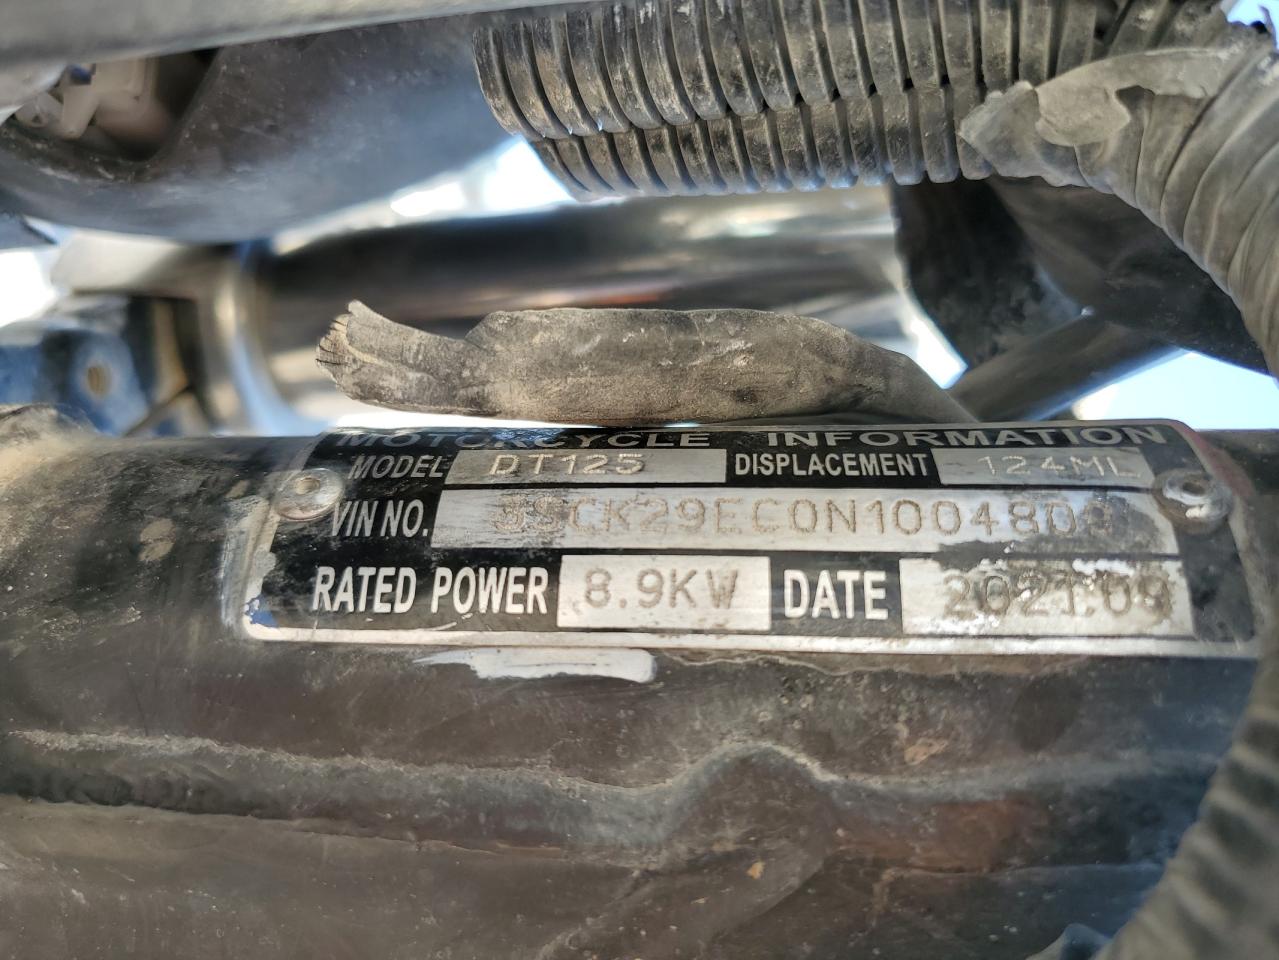 MOTORCYCLE INFORMATION
MODEL DT125 DISPLACEMENT 124ML
VIN NO.
RATED POWER 8.9KW DATE 2021.09